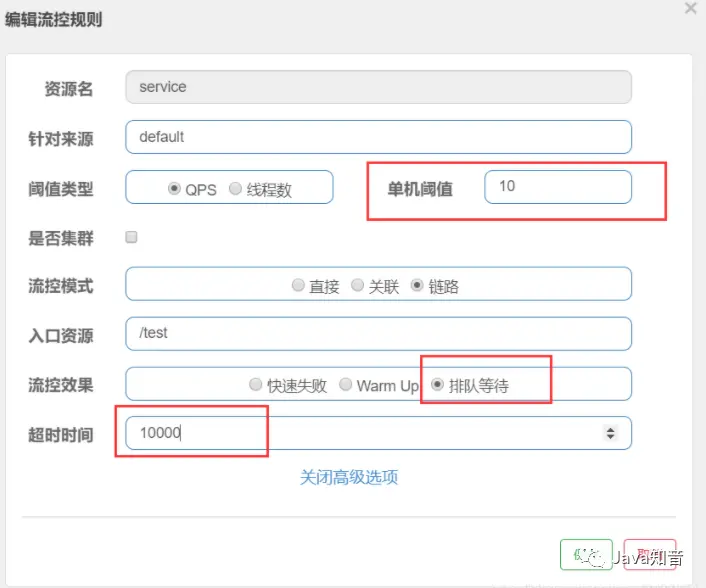 编辑流控规则
×
资源名 service
针对来源 default
阈值类型 QPS 线程数 单机阈值 10
是否集群
流控模式 直接 关联 链路
入口资源 /test
流控效果 快速失败 Warm Up 排队等待
超时时间 10000
关闭高级选项
Java知音